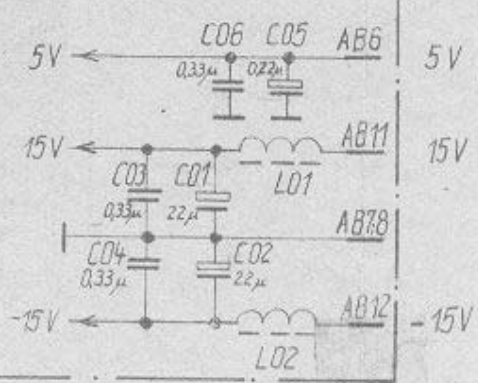 C06 C05 AB6
5V 5V
0,33μ 0,22μ
15V AB11 15V
C03 C01 L01
0,33μ 22μ
AB7.8
C04 C02
0,33μ 22μ
-15V AB12 -15V
L02